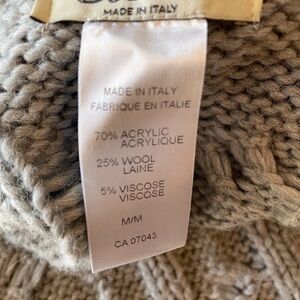 MADE IN ITALY
MADE IN ITALY
FABRIQUE EN ITALIE
70% ACRYLIC
ACRYLIQUE
25% WOOL
LAINE
5% VISCOSE
VISCOSE
M/M
CA 07043